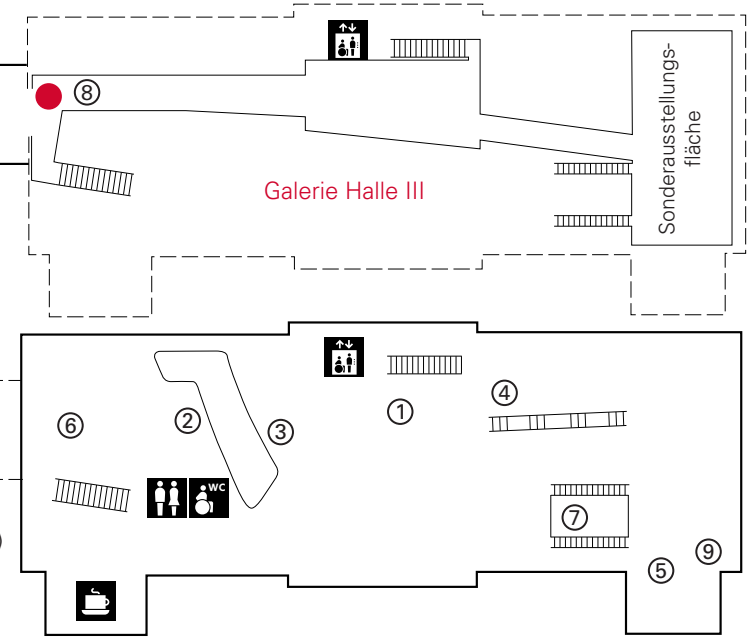 ⑧
Sonderausstellungs-
fläche
Galerie Halle III
④
①
②
③
⑥
WC
⑦
⑨
⑤